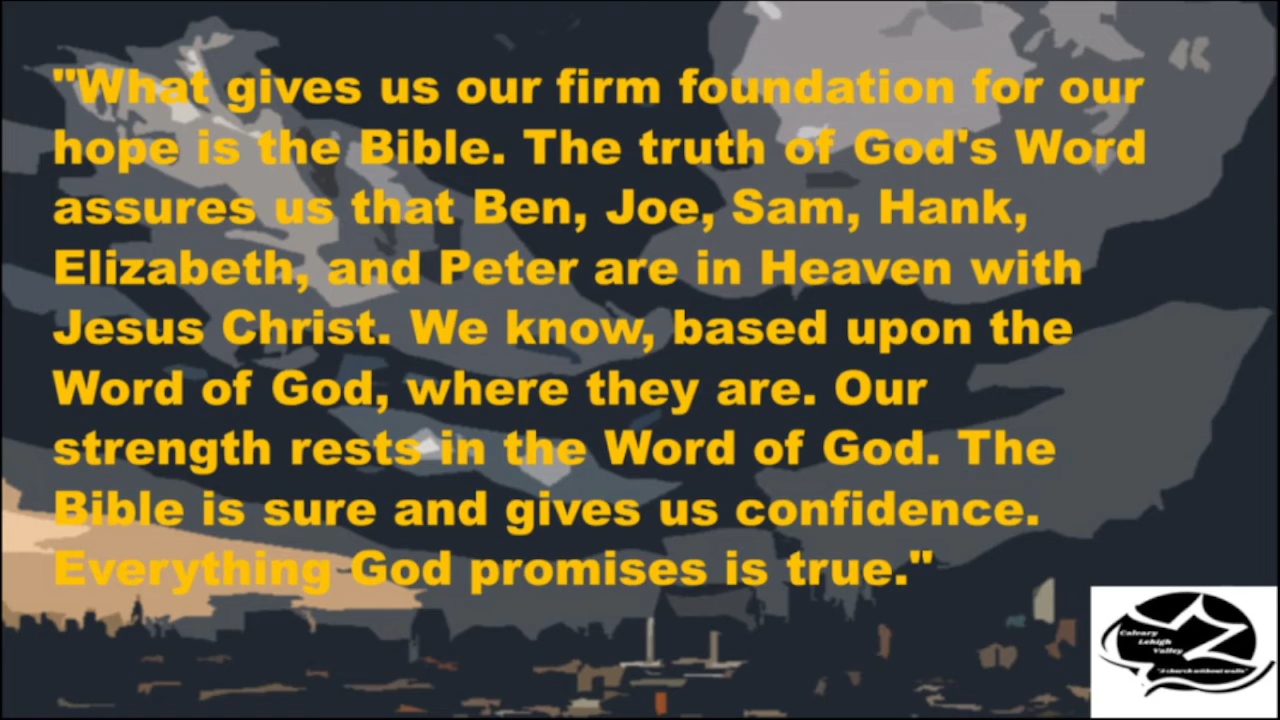 "What gives us our firm foundation for our
hope is the Bible. The truth of God's Word
assures us that Ben, Joe, Sam, Hank,
Elizabeth, and Peter are in Heaven with
Jesus Christ. We know, based upon the
Word of God, where they are. Our
strength rests in the Word of God. The
Bible is sure and gives us confidence.
Everything God promises is true."
Calvary
Lehigh
Valley
"A church without walls"